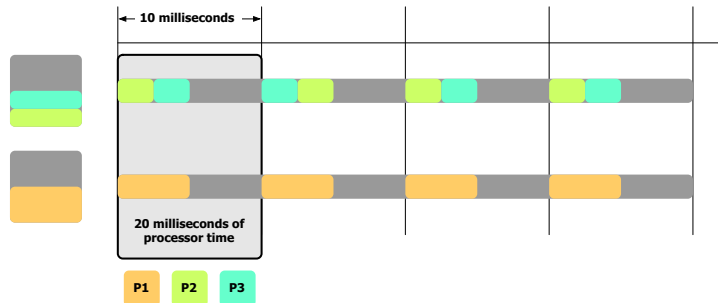 10 milliseconds
20 milliseconds of
processor time
P1 P2 P3